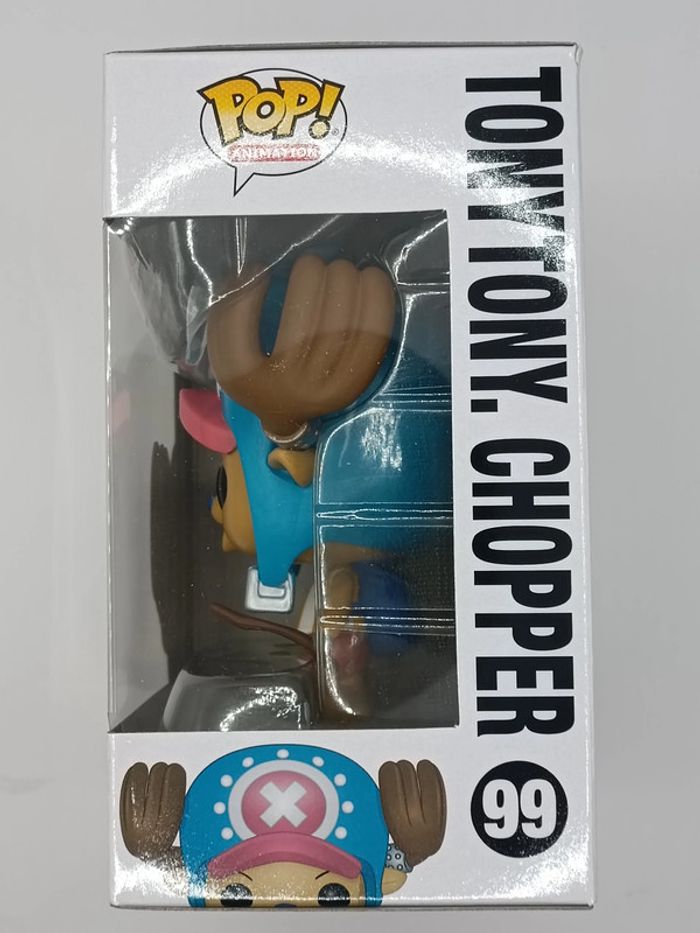 POP!
ANIMATION
TONYTONY. CHOPPER
99